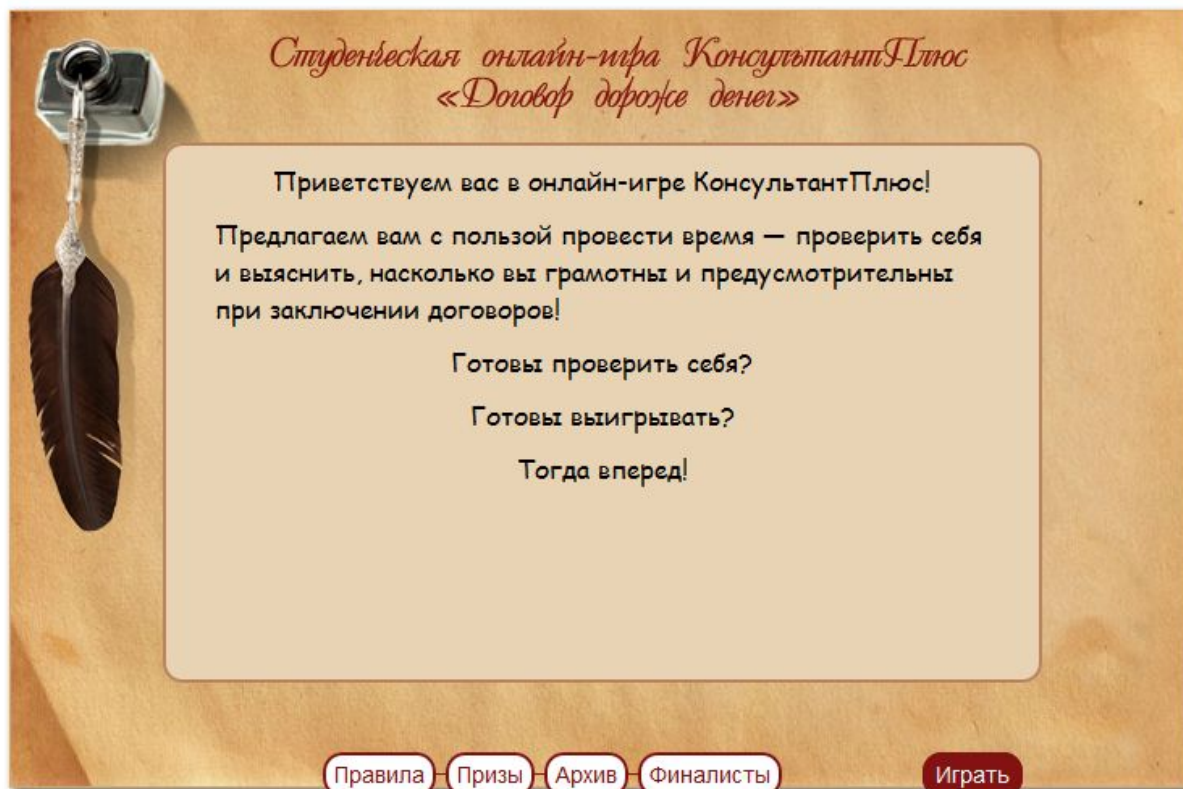 Студенческая онлайн-игра КонсультантПлюс
«Договор дороже денег»
Приветствуем вас в онлайн-игре КонсультантПлюс!
Предлагаем вам с пользой провести время — проверить себя
и выяснить, насколько вы грамотны и предусмотрительны
при заключении договоров!
Готовы проверить себя?
Готовы выигрывать?
Тогда вперед!
Правила Призы Архив Финалисты Играть